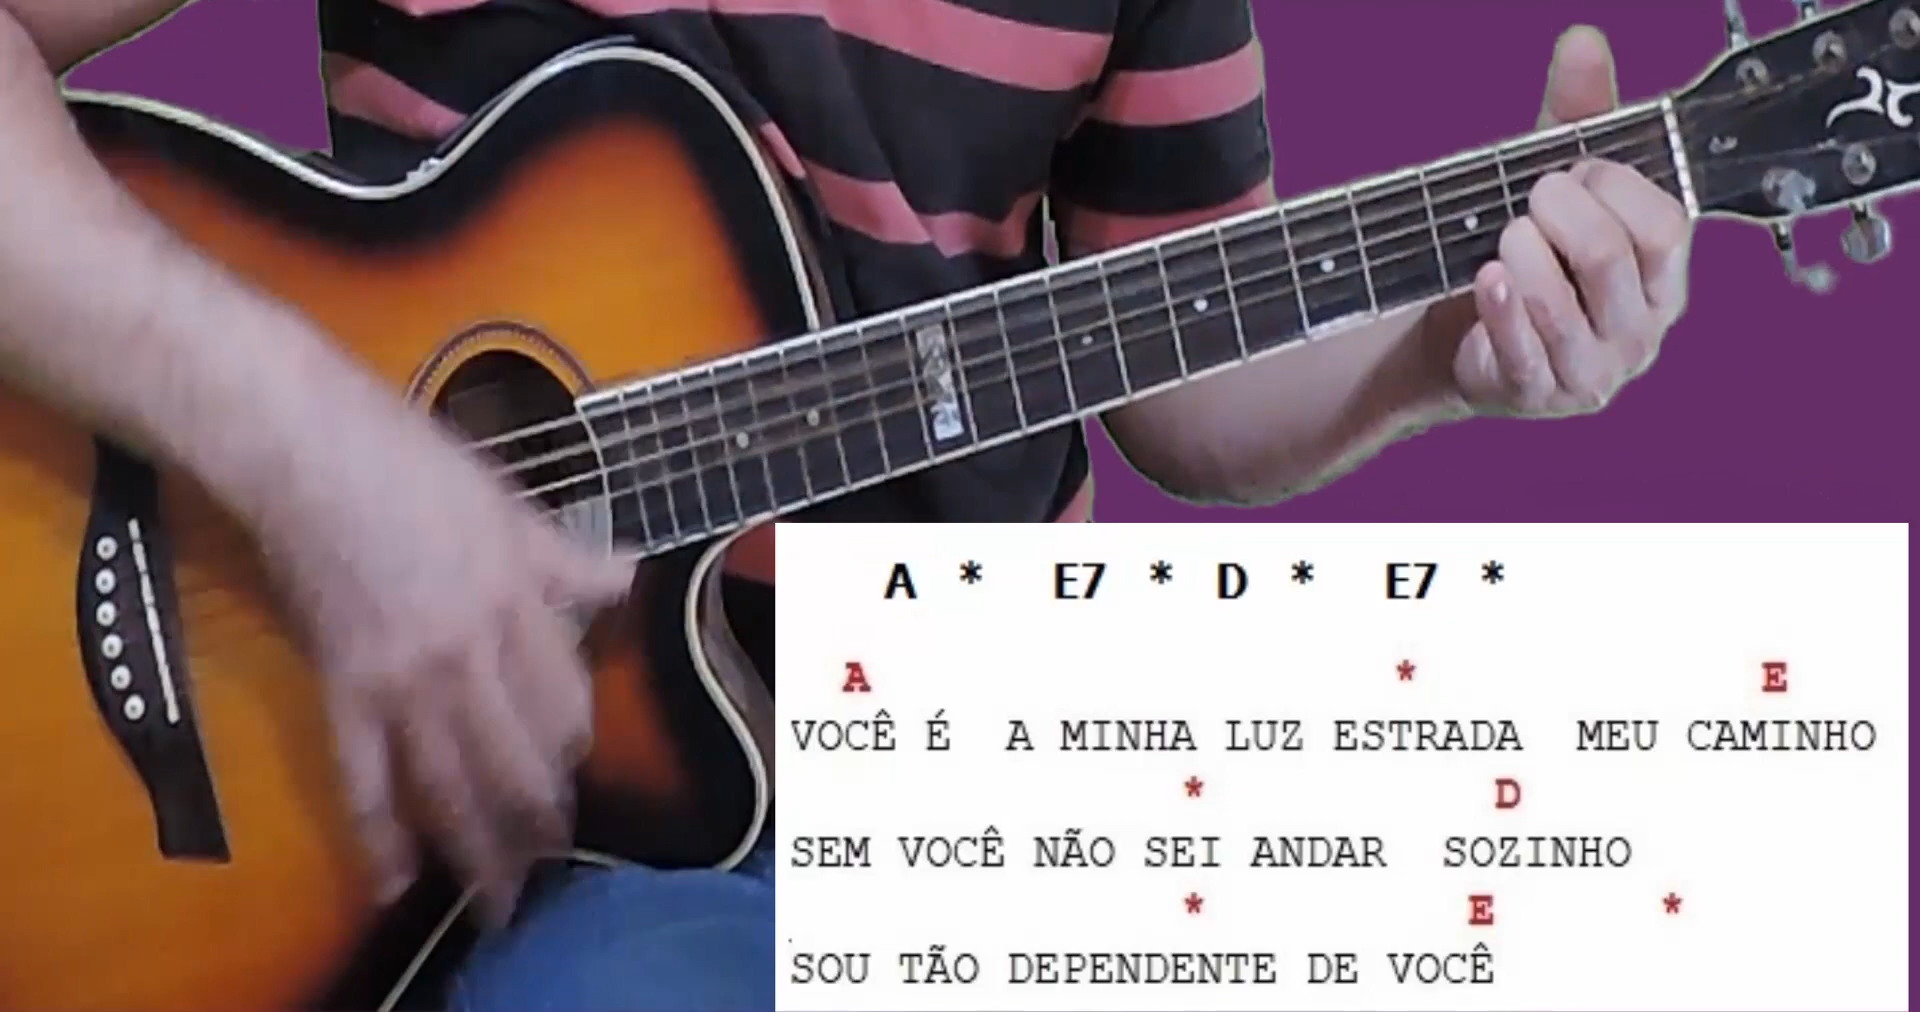 A * E7 * D * E7 *
A * E
VOCÊ É A MINHA LUZ ESTRADA MEU CAMINHO
* D
SEM VOCÊ NÃO SEI ANDAR SOZINHO
* E *
SOU TÃO DEPENDENTE DE VOCÊ